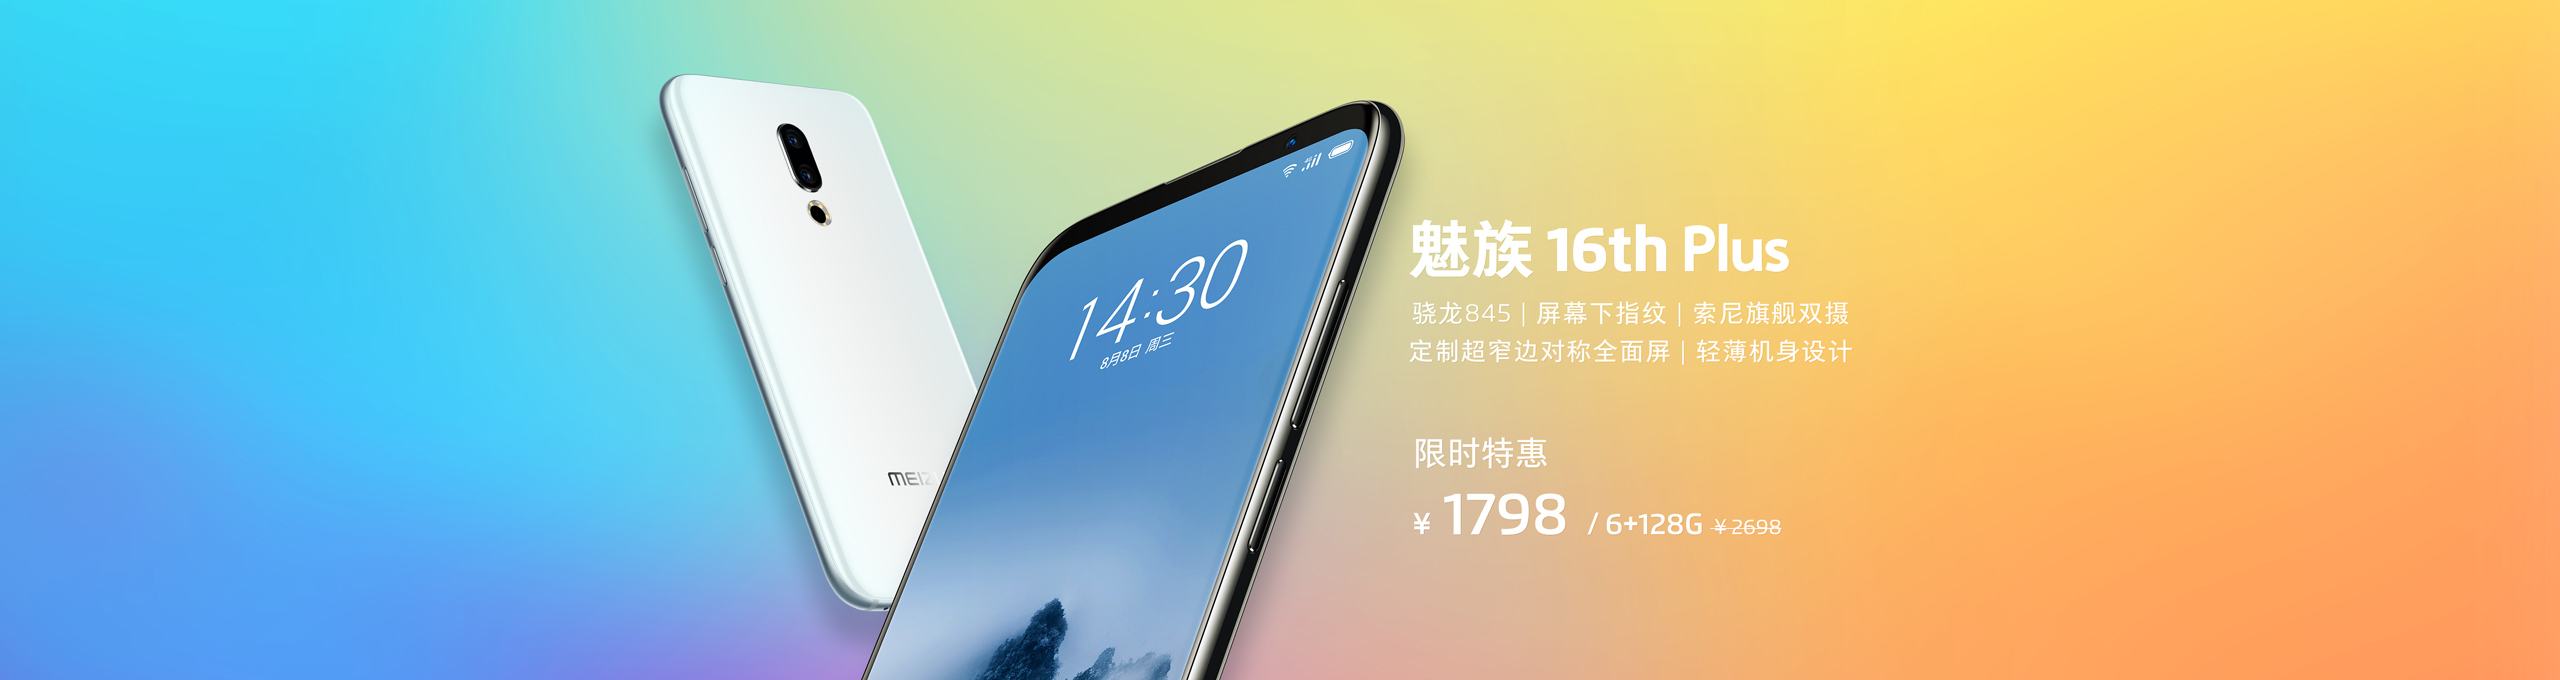 14:30
8月8日 周三
MEIZ
魅族 16th Plus
骁龙845 | 屏幕下指纹 | 索尼旗舰双摄
定制超窄边对称全面屏 | 轻薄机身设计
限时特惠
¥ 1798 / 6+128G ¥ 2698